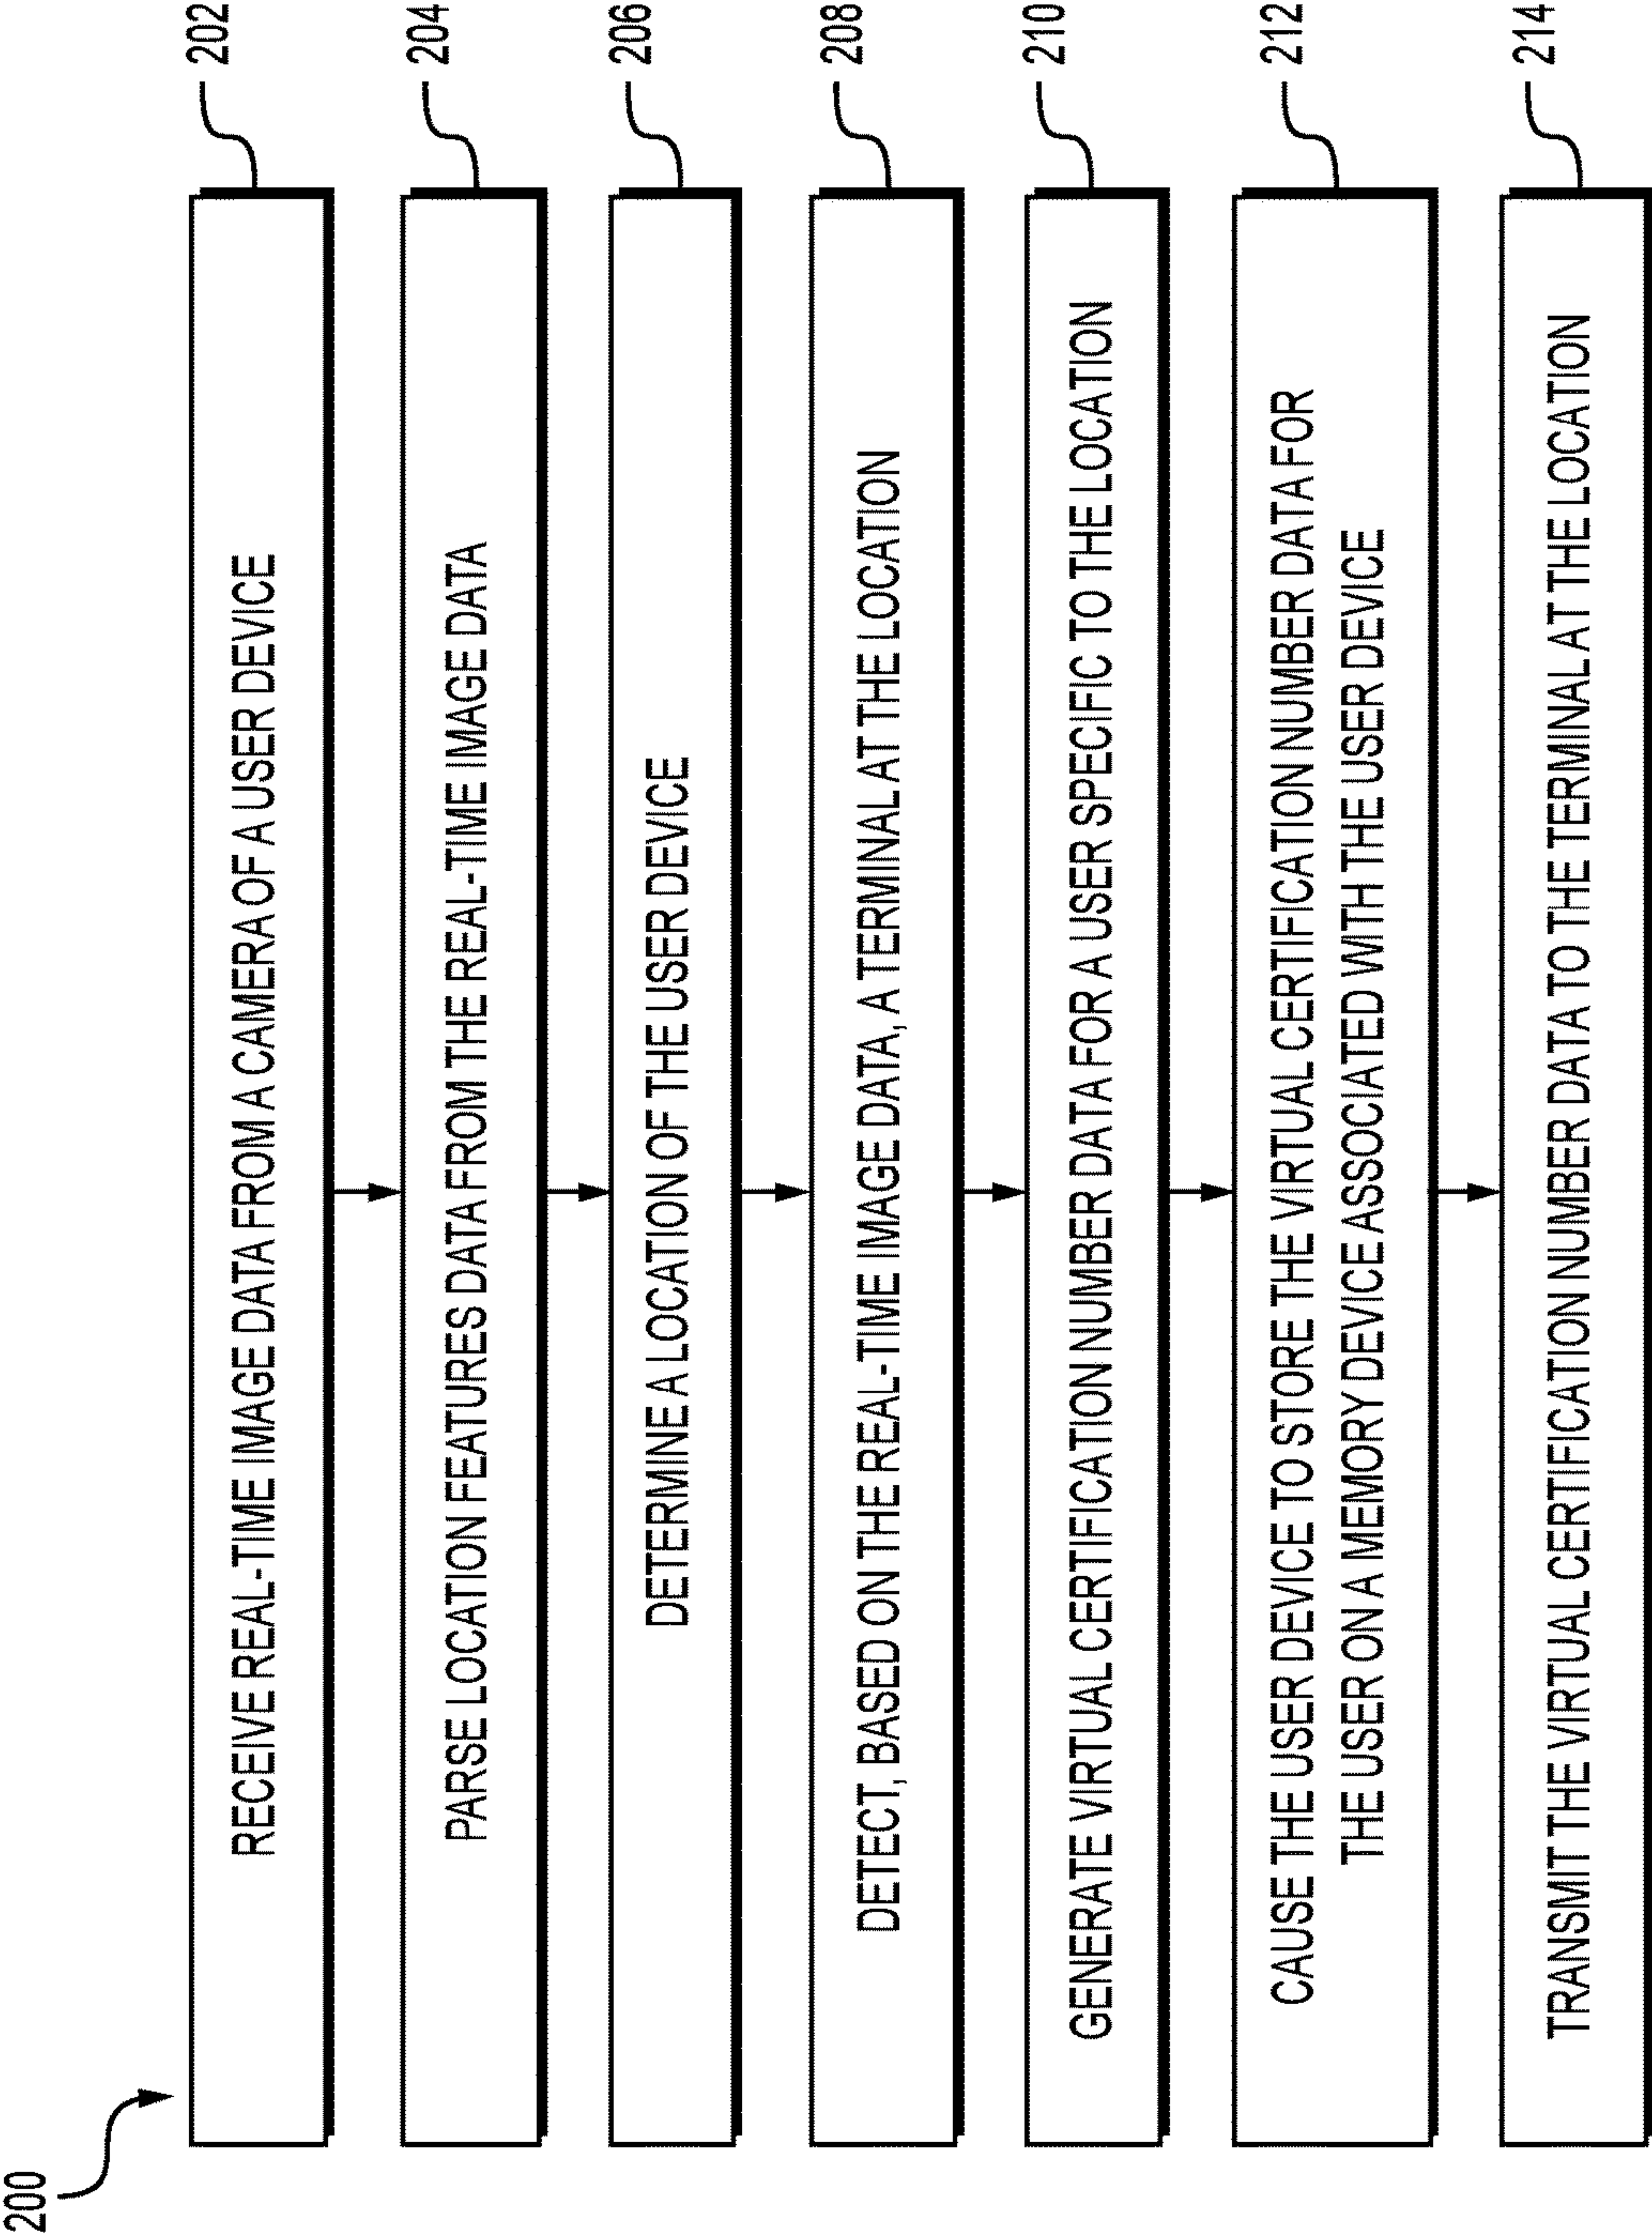 200
RECEIVE REAL-TIME IMAGE DATA FROM A CAMERA OF A USER DEVICE
202
PARSE LOCATION FEATURES DATA FROM THE REAL-TIME IMAGE DATA
204
DETERMINE A LOCATION OF THE USER DEVICE
206
DETECT, BASED ON THE REAL-TIME IMAGE DATA, A TERMINAL AT THE LOCATION
208
GENERATE VIRTUAL CERTIFICATION NUMBER DATA FOR A USER SPECIFIC TO THE LOCATION
210
CAUSE THE USER DEVICE TO STORE THE VIRTUAL CERTIFICATION NUMBER DATA FOR
THE USER ON A MEMORY DEVICE ASSOCIATED WITH THE USER DEVICE
212
TRANSMIT THE VIRTUAL CERTIFICATION NUMBER DATA TO THE TERMINAL AT THE LOCATION
214